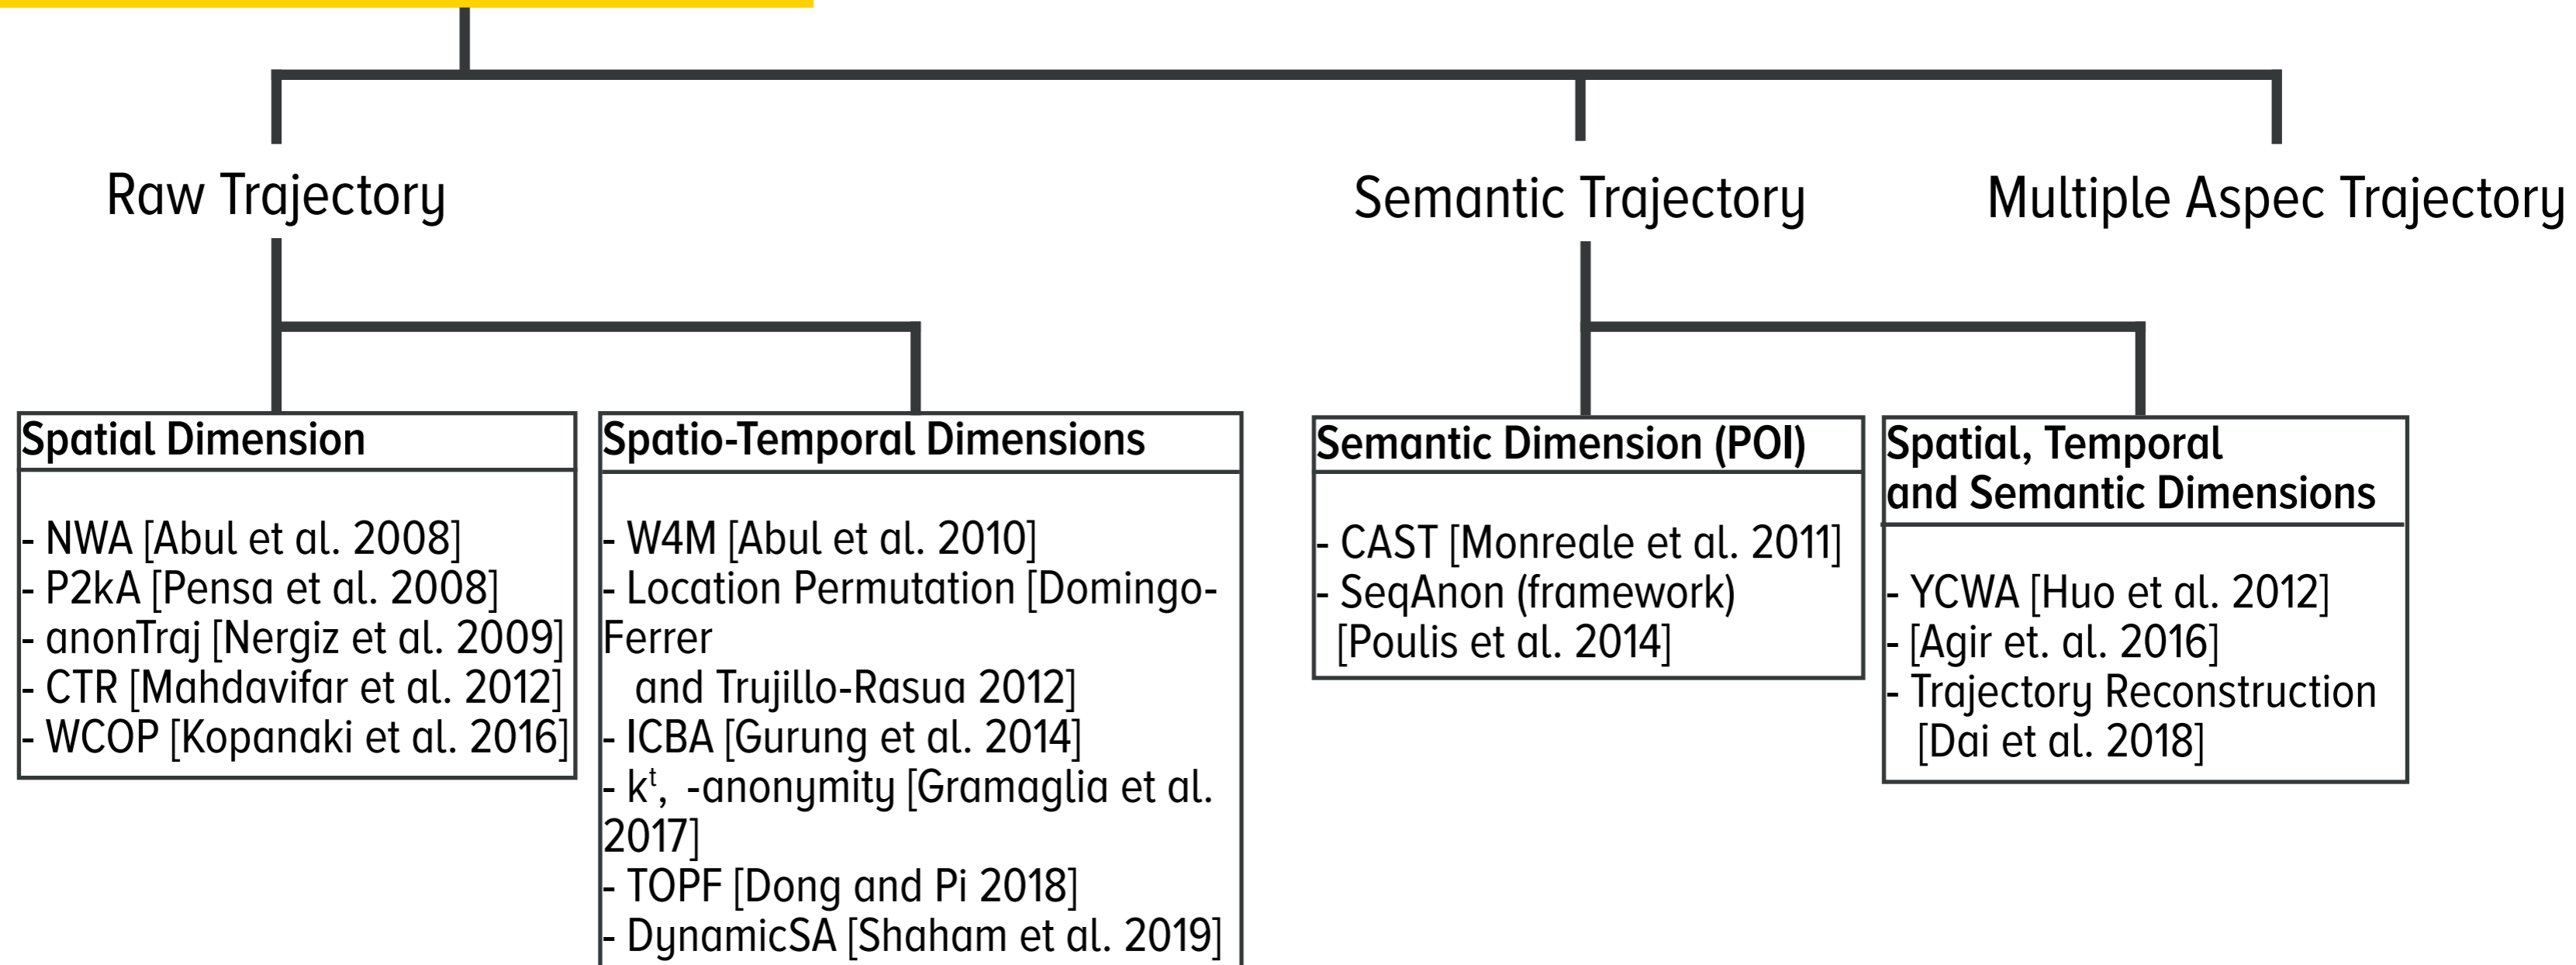 Raw Trajectory
Semantic Trajectory
Multiple Aspec Trajectory
Spatial Dimension
- NWA [Abul et al. 2008]
- P2kA [Pensa et al. 2008]
- anonTraj [Nergiz et al. 2009]
- CTR [Mahdavifar et al. 2012]
- WCOP [Kopanaki et al. 2016]
Spatio-Temporal Dimensions
- W4M [Abul et al. 2010]
- Location Permutation [Domingo-
Ferrer
and Trujillo-Rasua 2012]
- ICBA [Gurung et al. 2014]
- kᵗ, -anonymity [Gramaglia et al.
2017]
- TOPF [Dong and Pi 2018]
- DynamicSA [Shaham et al. 2019]
Semantic Dimension (POI)
- CAST [Monreale et al. 2011]
- SeqAnon (framework)
[Poulis et al. 2014]
Spatial, Temporal
and Semantic Dimensions
- YCWA [Huo et al. 2012]
- [Agir et. al. 2016]
- Trajectory Reconstruction
[Dai et al. 2018]